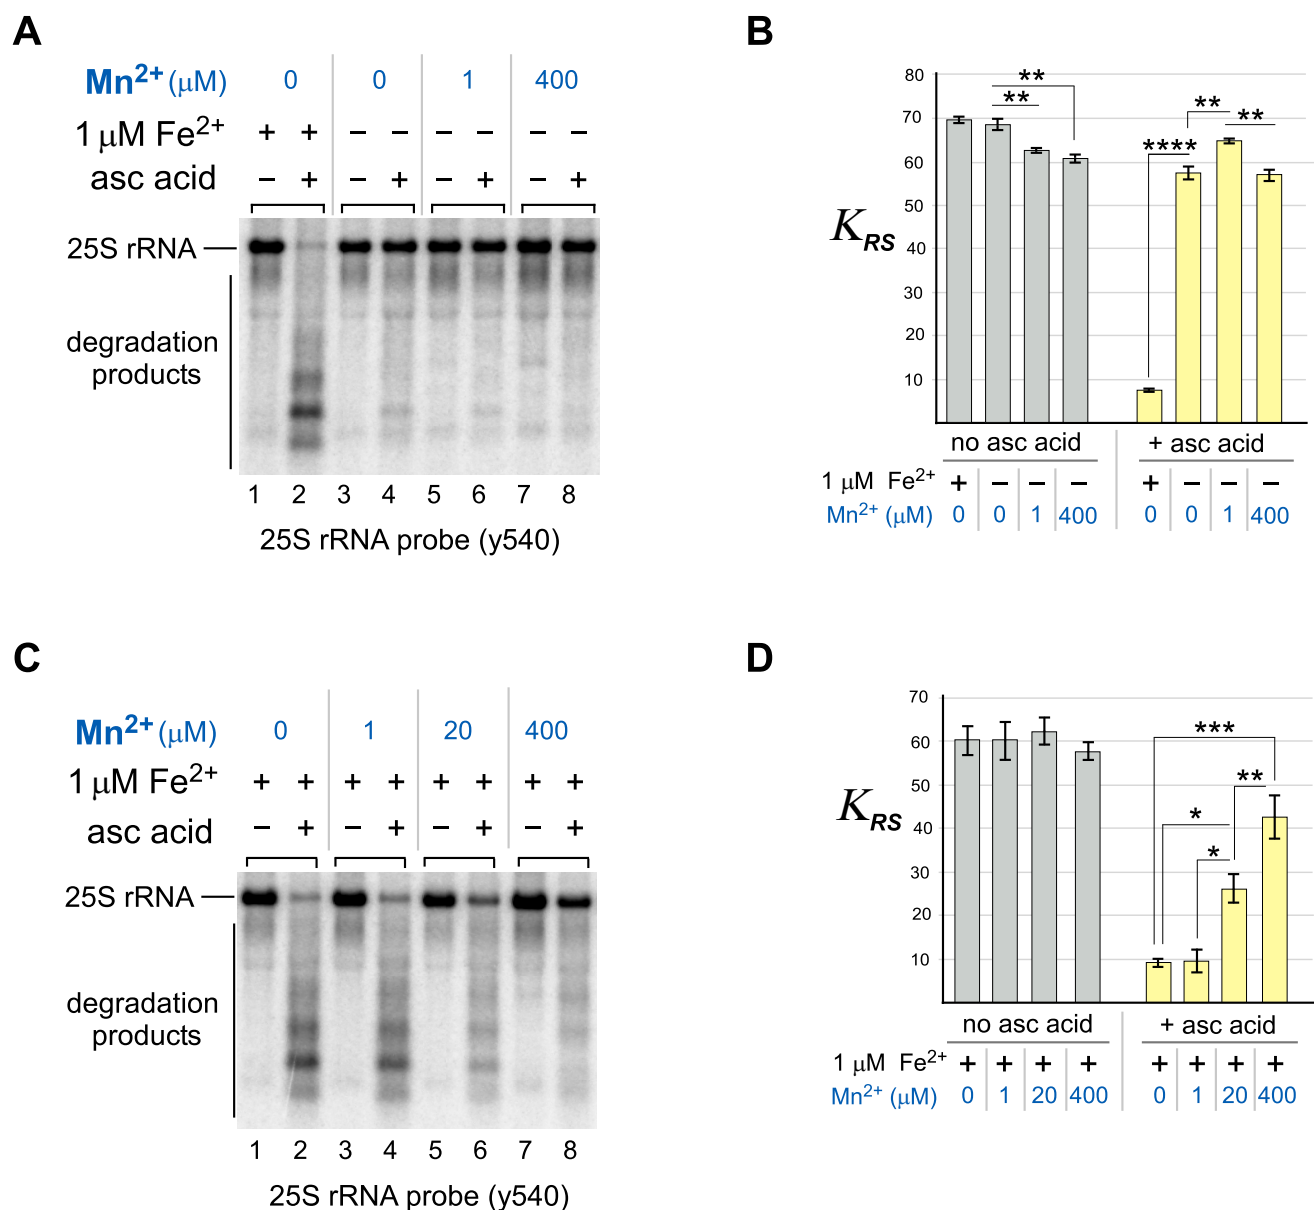 A
Mn2+ (μM) 0 0 1 400
1 μM Fe2+ + + − − − − − −
asc acid − + − + − + − +
25S rRNA
degradation
products
1 2 3 4 5 6 7 8
25S rRNA probe (y540)
B
80
70
60
50
40
30
20
10
KRS
**
**
****
**
**
no asc acid + asc acid
1 μM Fe2+ + − − − + − − −
Mn2+ (μM) 0 0 1 400 0 0 1 400
C
Mn2+ (μM) 0 1 20 400
1 μM Fe2+ + + + + + + + +
asc acid − + − + − + − +
25S rRNA
degradation
products
1 2 3 4 5 6 7 8
25S rRNA probe (y540)
D
70
60
50
40
30
20
10
KRS
***
**
*
*
no asc acid + asc acid
1 μM Fe2+ + + + + + + + +
Mn2+ (μM) 0 1 20 400 0 1 20 400